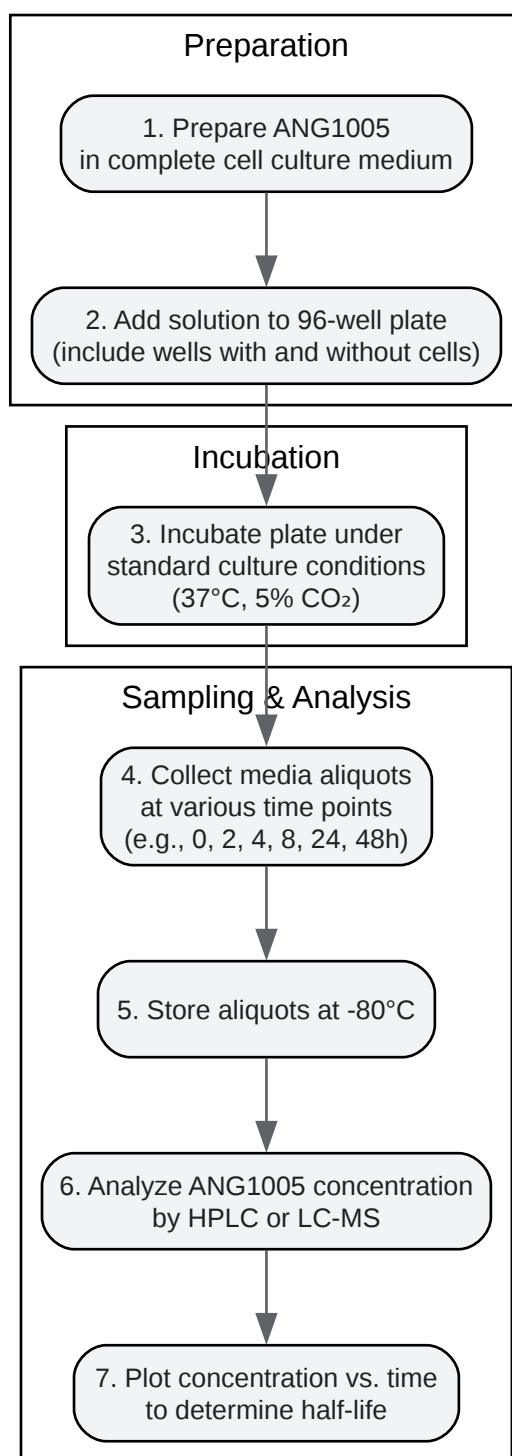 Preparation
1. Prepare ANG1005
in complete cell culture medium
2. Add solution to 96-well plate
(include wells with and without cells)
Incubation
3. Incubate plate under
standard culture conditions
(37°C, 5% CO₂)
Sampling & Analysis
4. Collect media aliquots
at various time points
(e.g., 0, 2, 4, 8, 24, 48h)
5. Store aliquots at -80°C
6. Analyze ANG1005 concentration
by HPLC or LC-MS
7. Plot concentration vs. time
to determine half-life